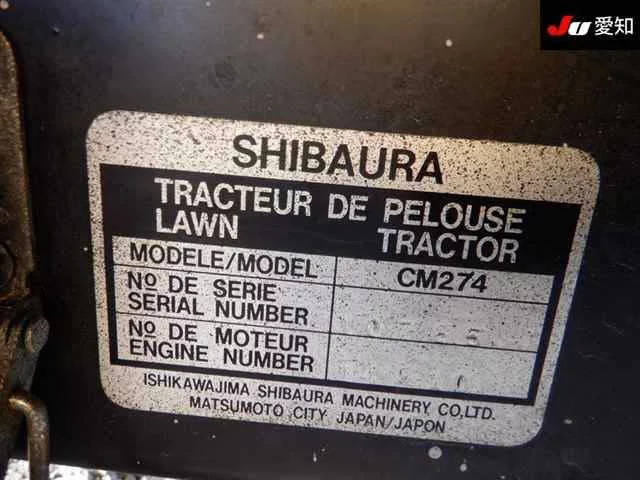 JU 愛知
SHIBAURA
TRACTEUR DE PELOUSE
LAWN TRACTOR
MODELE/MODEL CM274
Nº DE SERIE
SERIAL NUMBER
Nº DE MOTEUR
ENGINE NUMBER
ISHIKAWAJIMA SHIBAURA MACHINERY CO,LTD.
MATSUMOTO CITY JAPAN/JAPON